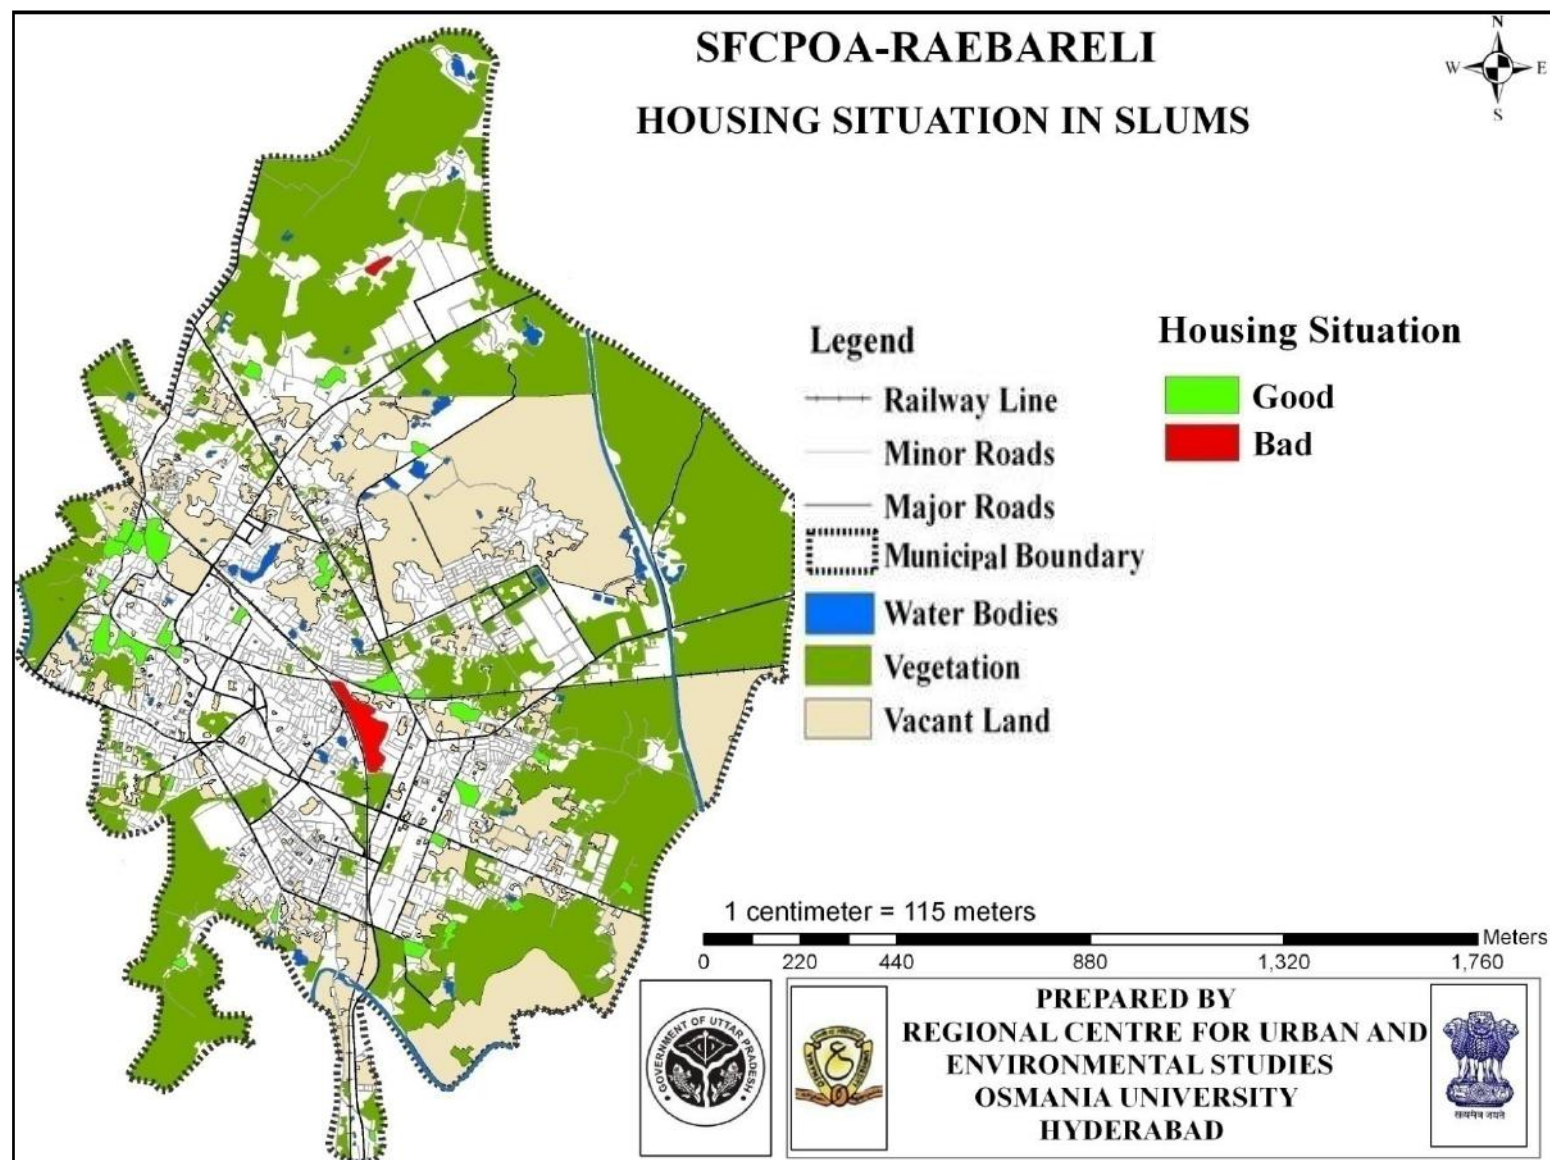 SFCPOA-RAEBARELI
HOUSING SITUATION IN SLUMS
N
W E
S
Legend
Railway Line
Minor Roads
Major Roads
Municipal Boundary
Water Bodies
Vegetation
Vacant Land
Housing Situation
Good
Bad
1 centimeter = 115 meters
Meters
0 220 440 880 1,320 1,760
GOVERNMENT OF UTTAR PRADESH
PREPARED BY
REGIONAL CENTRE FOR URBAN AND
ENVIRONMENTAL STUDIES
OSMANIA UNIVERSITY
HYDERABAD
सत्यमेव जयते